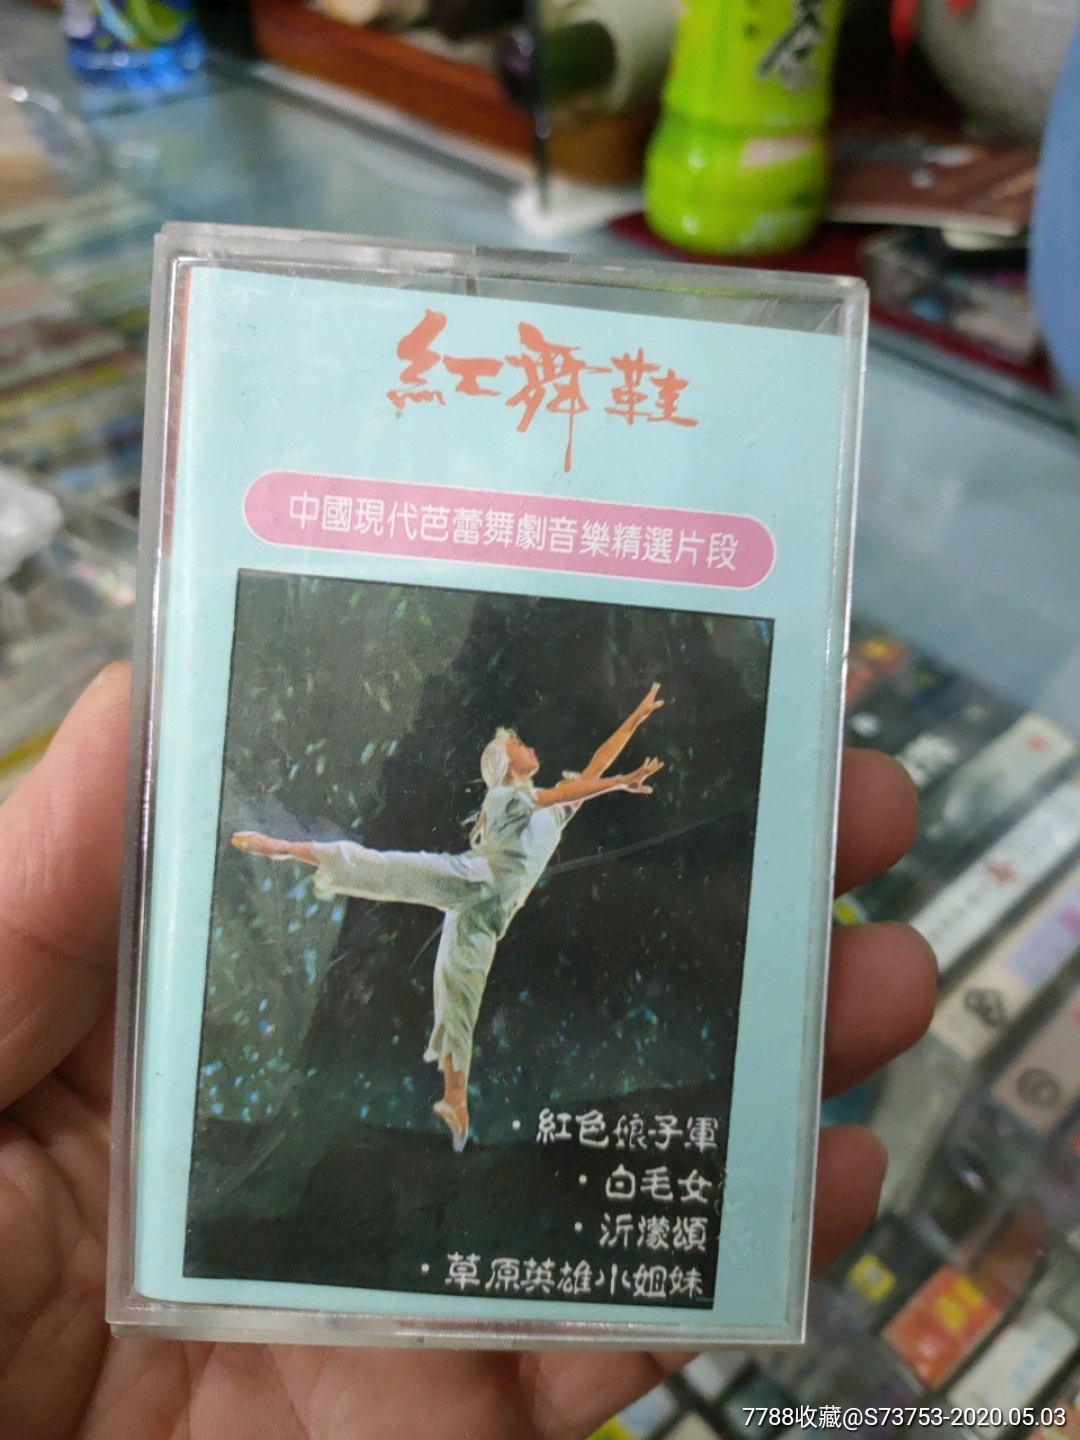 紅舞鞋
中國現代芭蕾舞劇音樂精選片段
·紅色娘子軍
·白毛女
·沂濛頌
·草原英雄小姐妹
7788收藏@S73753-2020.05.03